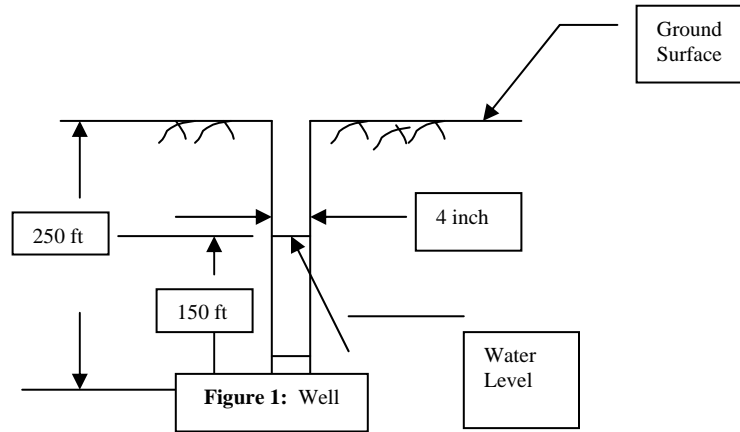 Ground
Surface
250 ft
4 inch
150 ft
Water
Level
Figure 1: Well